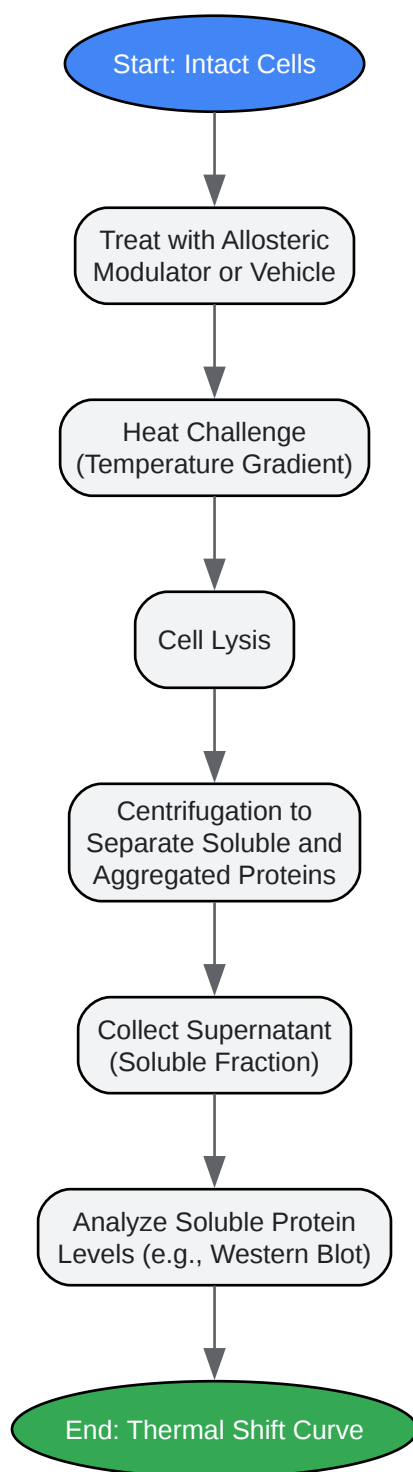 Start: Intact Cells
Treat with Allosteric
Modulator or Vehicle
Heat Challenge
(Temperature Gradient)
Cell Lysis
Centrifugation to
Separate Soluble and
Aggregated Proteins
Collect Supernatant
(Soluble Fraction)
Analyze Soluble Protein
Levels (e.g., Western Blot)
End: Thermal Shift Curve